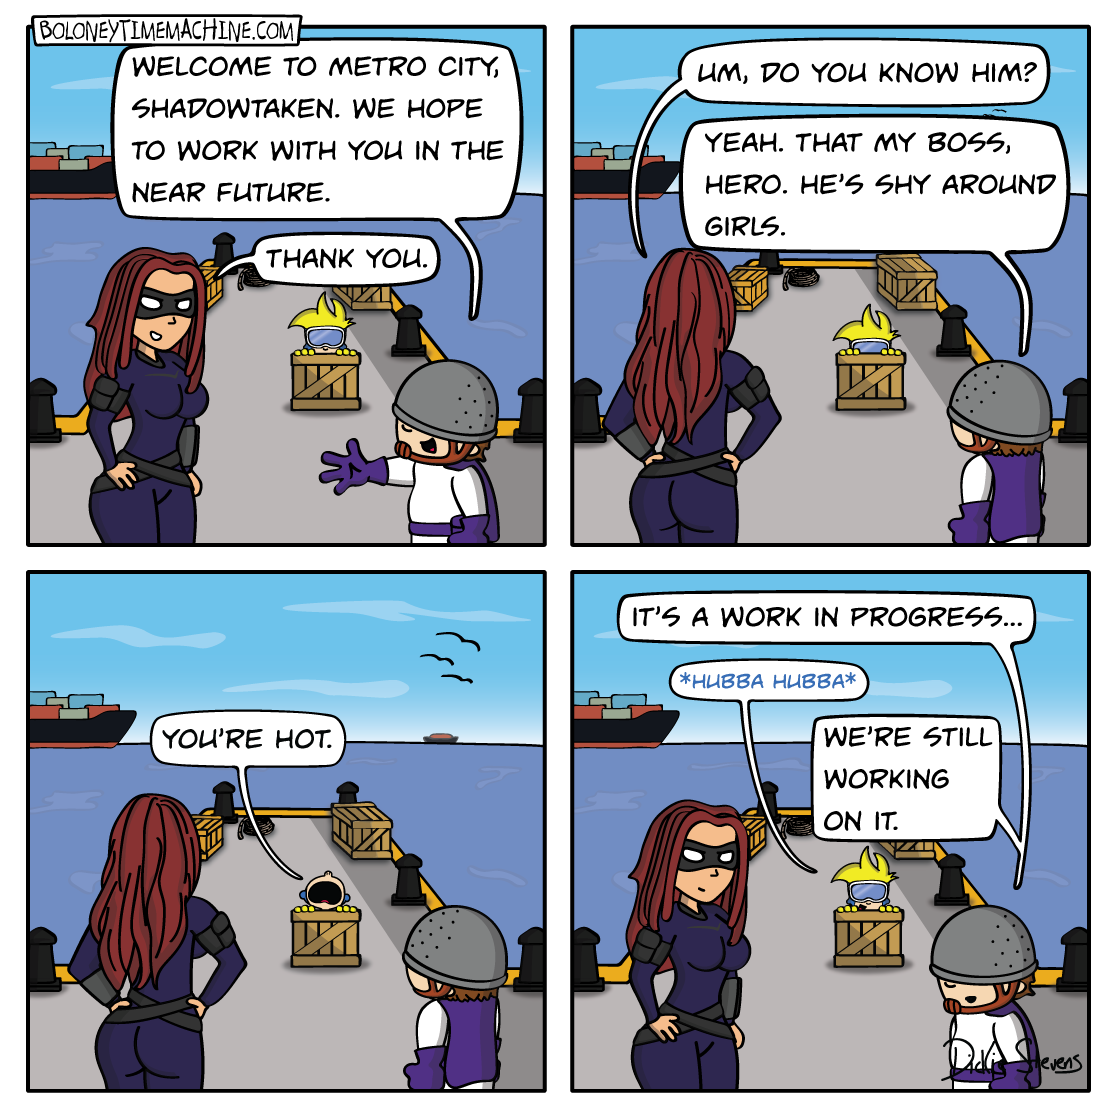 BOLONEYTIMEMACHINE.COM
WELCOME TO METRO CITY,
SHADOWTAKEN. WE HOPE
TO WORK WITH YOU IN THE
NEAR FUTURE.
THANK YOU.
UM, DO YOU KNOW HIM?
YEAH. THAT MY BOSS,
HERO. HE'S SHY AROUND
GIRLS.
YOU'RE HOT.
IT'S A WORK IN PROGRESS...
*HUBBA HUBBA*
WE'RE STILL
WORKING
ON IT.
Dickie Stevens